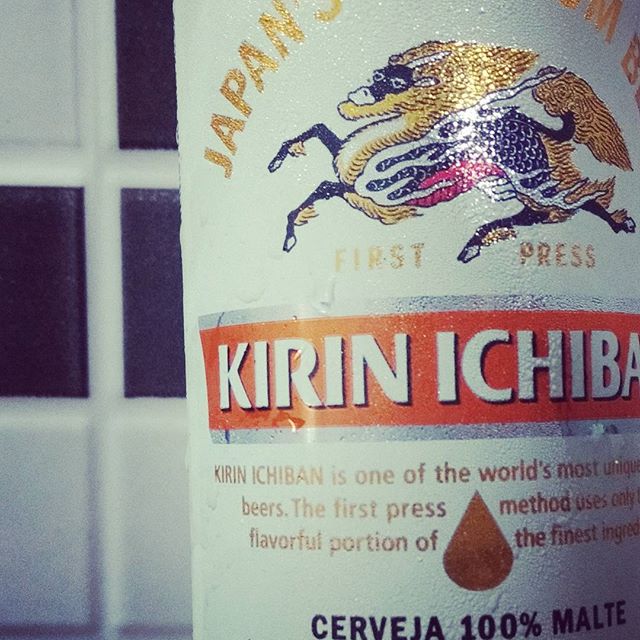 JAPAN'S
FIRST PRESS
KIRIN ICHIBA
KIRIN ICHIBAN is one of the world's most
beers. The first press method uses only
flavorful portion of the finest
CERVEJA 100% MALTE